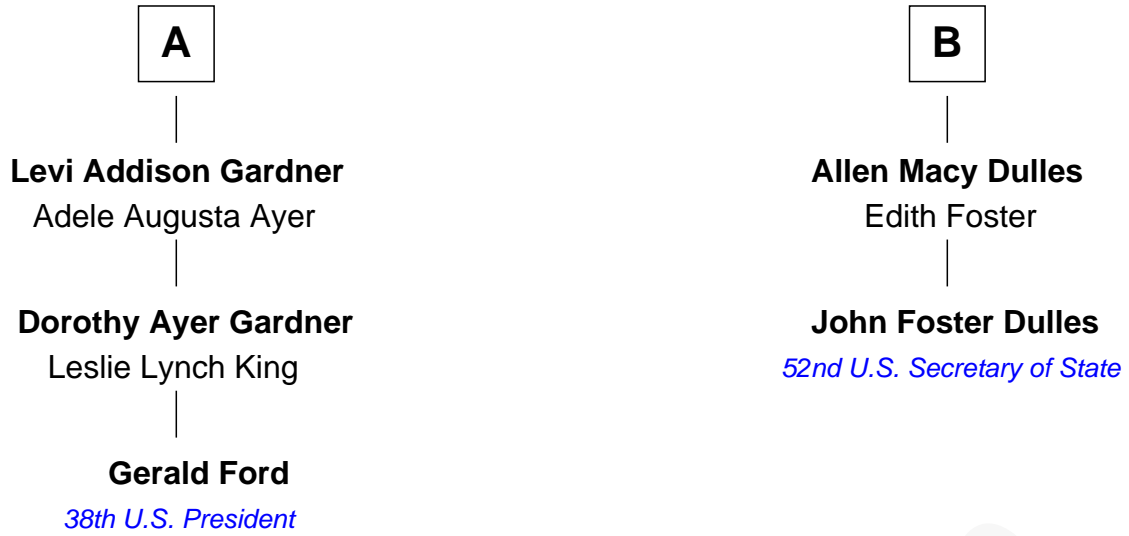 A
Levi Addison Gardner
Adele Augusta Ayer
Dorothy Ayer Gardner
Leslie Lynch King
Gerald Ford
38th U.S. President
B
Allen Macy Dulles
Edith Foster
John Foster Dulles
52nd U.S. Secretary of State